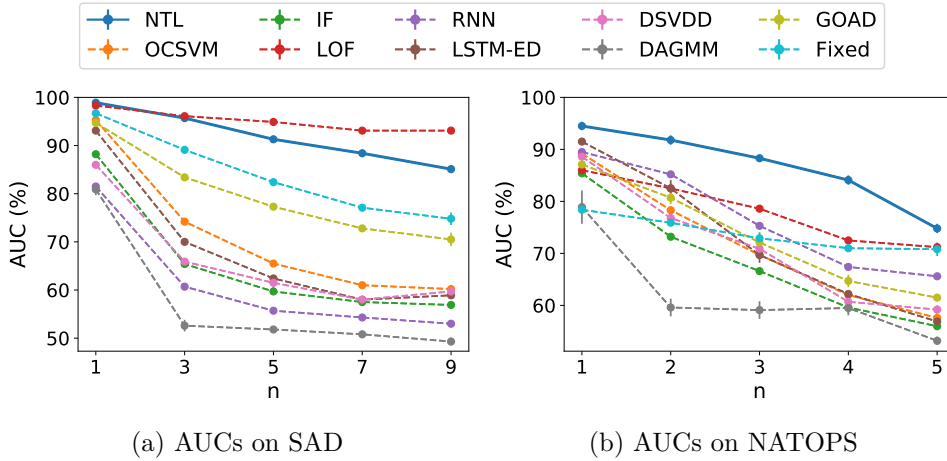 NTL IF RNN DSVDD GOAD
OCSVM LOF LSTM-ED DAGMM Fixed
100
90
80
70
60
50
AUC (%)
1 3 5 7 9
n
100
90
80
70
60
AUC (%)
1 2 3 4 5
n
(a) AUCs on SAD
(b) AUCs on NATOPS